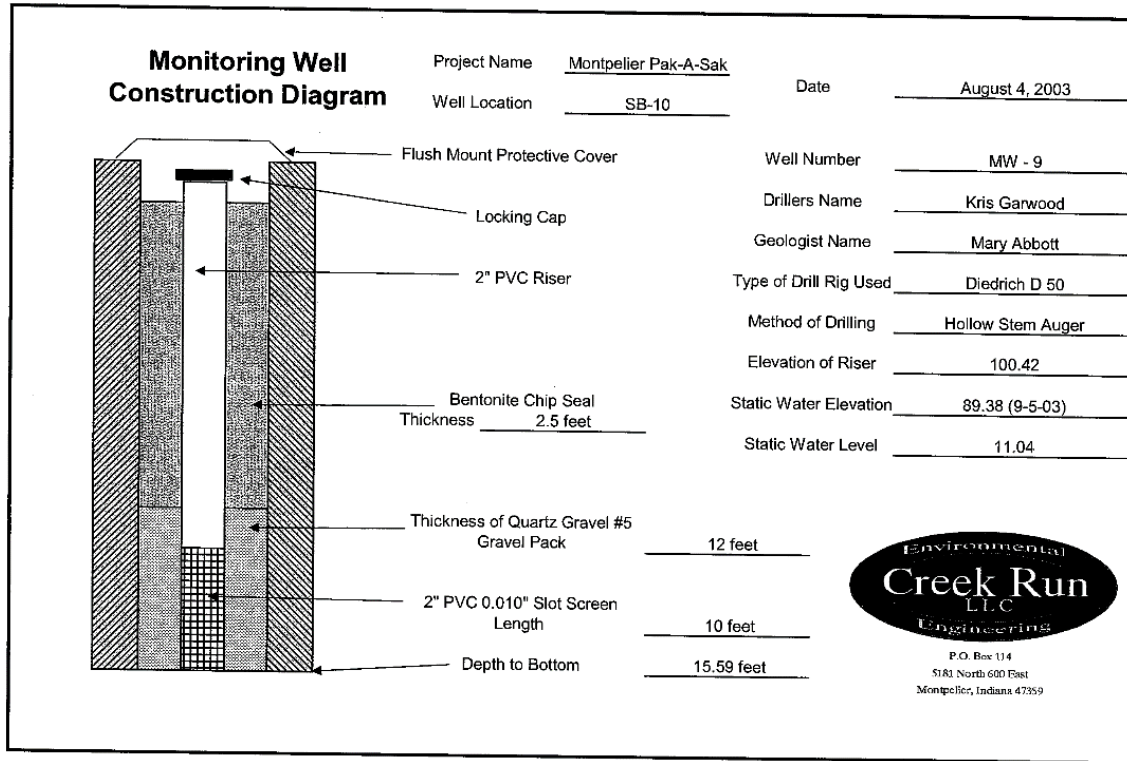 Monitoring Well
Construction Diagram
Project Name Montpelier Pak-A-Sak
Well Location SB-10
Date August 4, 2003
Flush Mount Protective Cover
Locking Cap
2" PVC Riser
Bentonite Chip Seal
Thickness 2.5 feet
Thickness of Quartz Gravel #5
Gravel Pack 12 feet
2" PVC 0.010" Slot Screen
Length 10 feet
Depth to Bottom 15.59 feet
Well Number MW - 9
Drillers Name Kris Garwood
Geologist Name Mary Abbott
Type of Drill Rig Used Diedrich D 50
Method of Drilling Hollow Stem Auger
Elevation of Riser 100.42
Static Water Elevation 89.38 (9-5-03)
Static Water Level 11.04
Environmental
Creek Run
LLC
Engineering
P.O. Box 114
5181 North 600 East
Montpelier, Indiana 47359